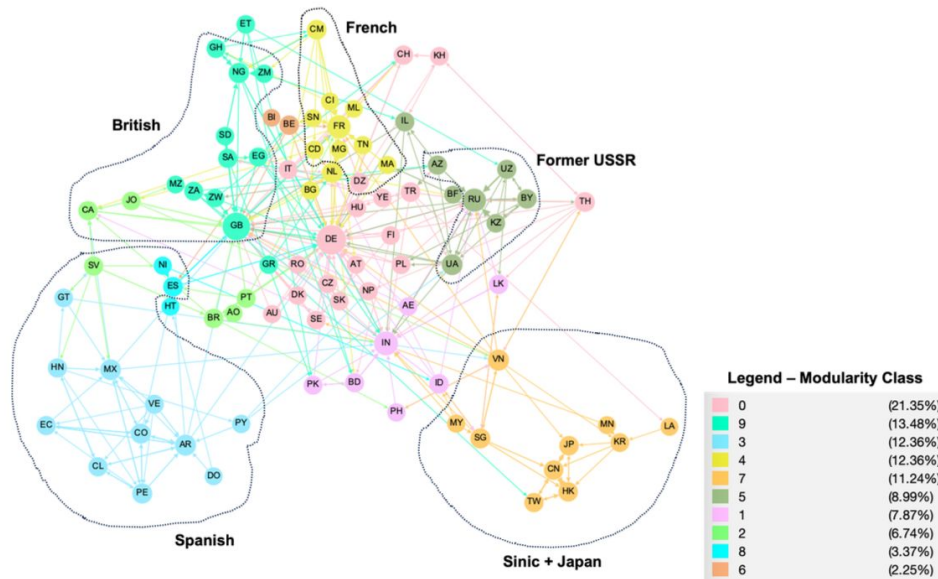 ET
CM
French
GH
CH
KH
NG
ZM
CI
ML
BI
BE
SN
FR
IL
British
SD
CD
MG
TN
Former USSR
SA
EG
IT
NL
MA
AZ
UZ
MZ
ZA
ZW
BG
DZ
TR
BF
RU
BY
JO
HU
YE
TH
CA
GB
DE
FI
KZ
SV
NI
GR
RO
AT
PL
UA
ES
CZ
NP
LK
GT
HT
PT
DK
SK
AE
BR
AO
AU
SE
IN
HN
MX
VN
PK
BD
ID
VE
PH
EC
CO
PY
MY
SG
MN
LA
AR
JP
KR
CL
DO
CN
PE
TW
HK
Spanish
Sinic + Japan
Legend – Modularity Class
0 (21.35%)
9 (13.48%)
3 (12.36%)
4 (12.36%)
7 (11.24%)
5 (8.99%)
1 (7.87%)
2 (6.74%)
8 (3.37%)
6 (2.25%)